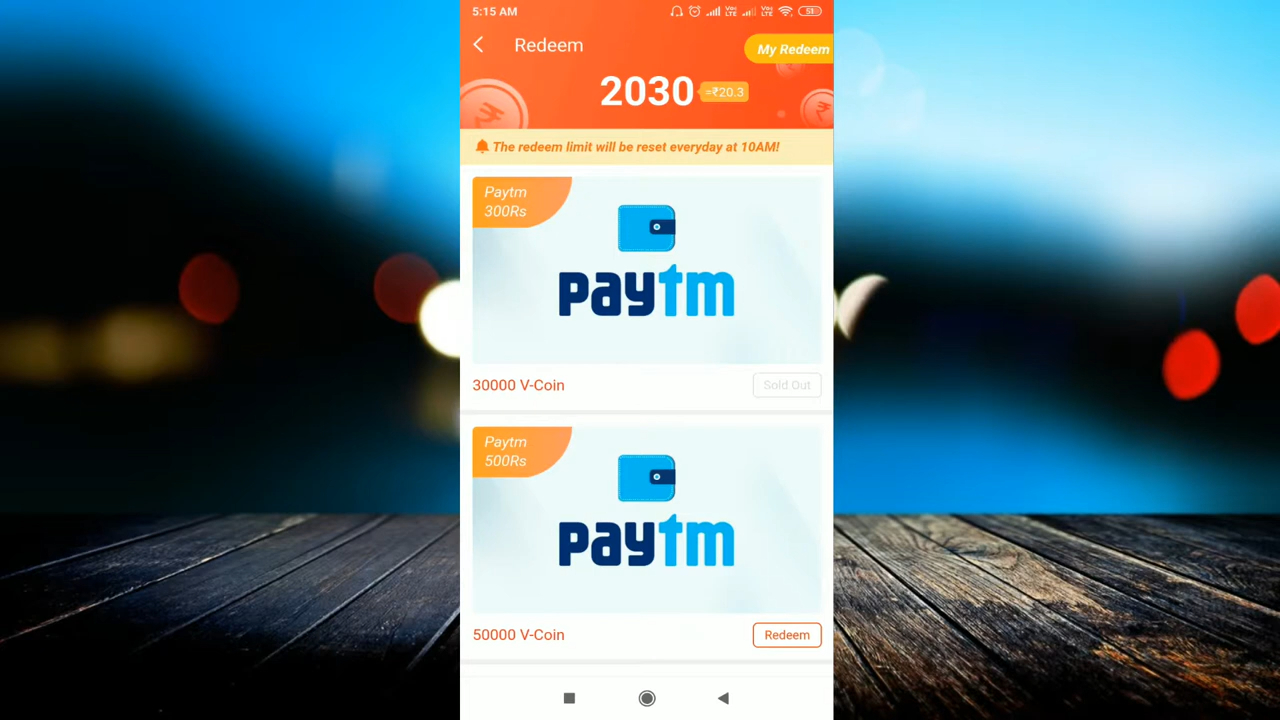 5:15 AM
Redeem
My Redeem
2030
=₹20.3
The redeem limit will be reset everyday at 10AM!
Paytm
300Rs
paytm
30000 V-Coin
Sold Out
Paytm
500Rs
paytm
50000 V-Coin
Redeem